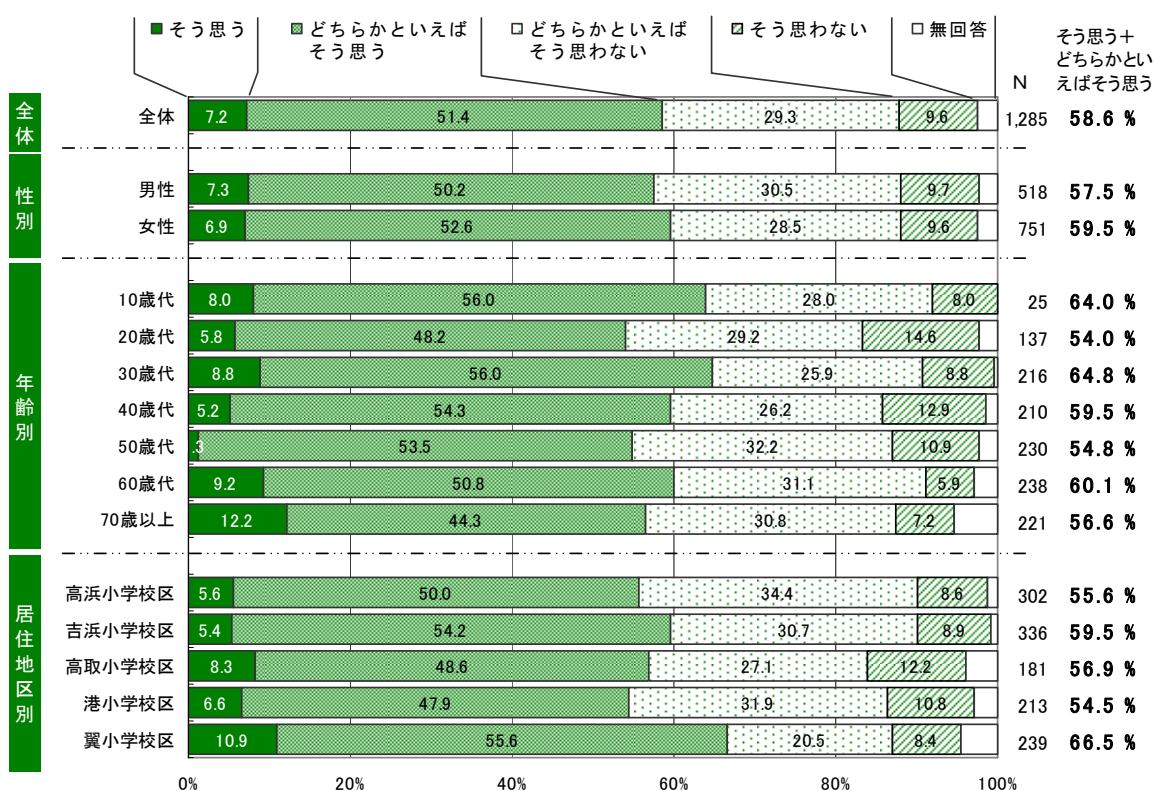 そう思う
どちらかといえば
そう思う
どちらかといえば
そう思わない
そう思わない
無回答
N
そう思う＋
どちらかとい
えばそう思う
全体
全体 7.2 51.4 29.3 9.6 1,285 58.6 %
性別
男性 7.3 50.2 30.5 9.7 518 57.5 %
女性 6.9 52.6 28.5 9.6 751 59.5 %
年齢別
10歳代 8.0 56.0 28.0 8.0 25 64.0 %
20歳代 5.8 48.2 29.2 14.6 137 54.0 %
30歳代 8.8 56.0 25.9 8.8 216 64.8 %
40歳代 5.2 54.3 26.2 12.9 210 59.5 %
50歳代 .3 53.5 32.2 10.9 230 54.8 %
60歳代 9.2 50.8 31.1 5.9 238 60.1 %
70歳以上 12.2 44.3 30.8 7.2 221 56.6 %
居住地区別
高浜小学校区 5.6 50.0 34.4 8.6 302 55.6 %
吉浜小学校区 5.4 54.2 30.7 8.9 336 59.5 %
高取小学校区 8.3 48.6 27.1 12.2 181 56.9 %
港小学校区 6.6 47.9 31.9 10.8 213 54.5 %
翼小学校区 10.9 55.6 20.5 8.4 239 66.5 %
0% 20% 40% 60% 80% 100%